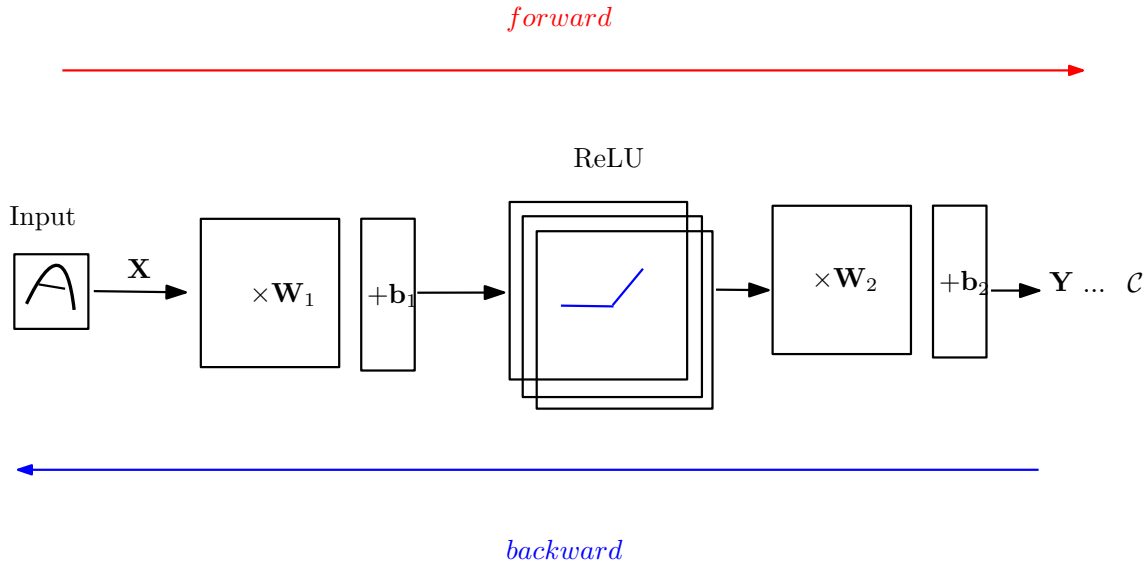 forward
ReLU
Input
X
×W₁
+b₁
×W₂
+b₂
Y ... 𝒞
backward